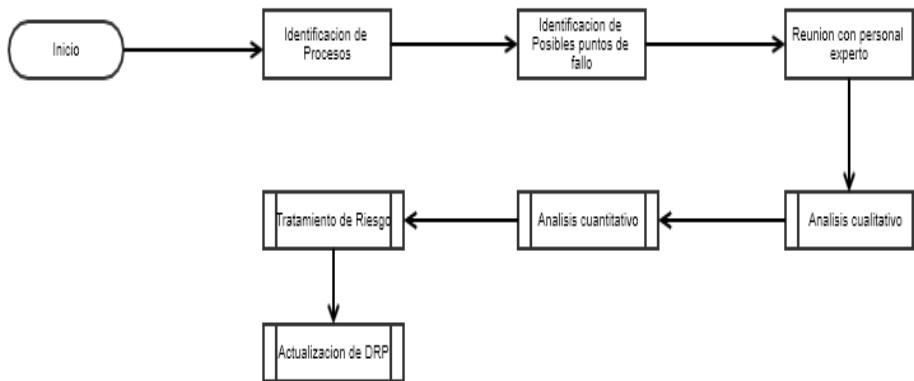 Inicio
Identificacion de
Procesos
Identificacion de
Posibles puntos de
fallo
Reunion con personal
experto
Analisis cualitativo
Analisis cuantitativo
Tratamiento de Riesgo
Actualizacion de DRP